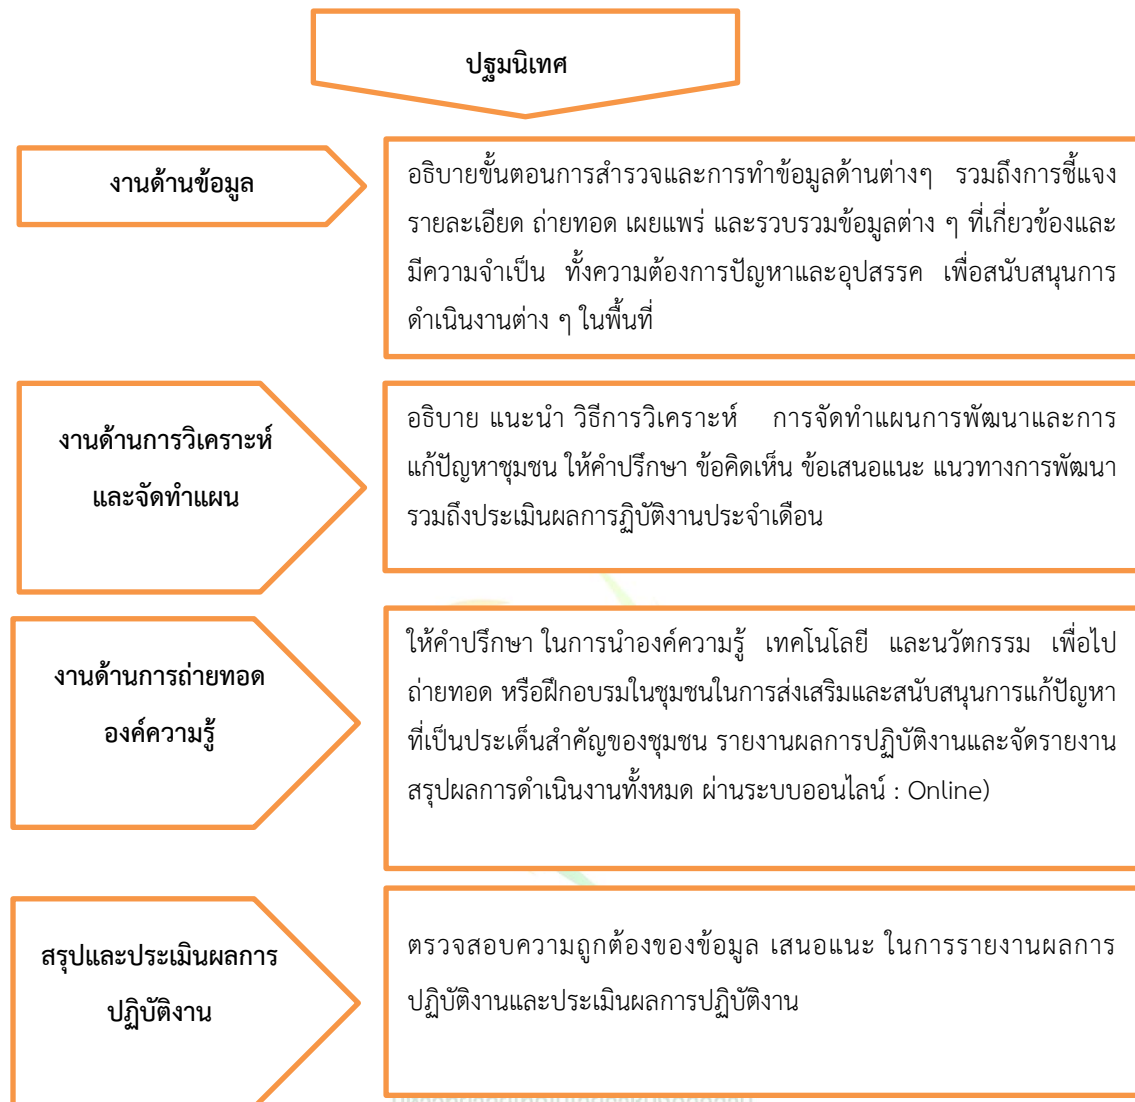 ปฐมนิเทศ
งานด้านข้อมูล
อธิบายขั้นตอนการสำรวจและการทำข้อมูลด้านต่างๆ รวมถึงการชี้แจง
รายละเอียด ถ่ายทอด เผยแพร่ และรวบรวมข้อมูลต่าง ๆ ที่เกี่ยวข้องและ
มีความจำเป็น ทั้งความต้องการปัญหาและอุปสรรค เพื่อสนับสนุนการ
ดำเนินงานต่าง ๆ ในพื้นที่
งานด้านการวิเคราะห์
และจัดทำแผน
อธิบาย แนะนำ วิธีการวิเคราะห์ การจัดทำแผนการพัฒนาและการ
แก้ปัญหาชุมชน ให้คำปรึกษา ข้อคิดเห็น ข้อเสนอแนะ แนวทางการพัฒนา
รวมถึงประเมินผลการฏิบัติงานประจำเดือน
งานด้านการถ่ายทอด
องค์ความรู้
ให้คำปรึกษา ในการนำองค์ความรู้ เทคโนโลยี และนวัตกรรม เพื่อไป
ถ่ายทอด หรือฝึกอบรมในชุมชนในการส่งเสริมและสนับสนุนการแก้ปัญหา
ที่เป็นประเด็นสำคัญของชุมชน รายงานผลการปฏิบัติงานและจัดรายงาน
สรุปผลการดำเนินงานทั้งหมด ผ่านระบบออนไลน์ : Online)
สรุปและประเมินผลการ
ปฏิบัติงาน
ตรวจสอบความถูกต้องของข้อมูล เสนอแนะ ในการรายงานผลการ
ปฏิบัติงานและประเมินผลการปฏิบัติงาน